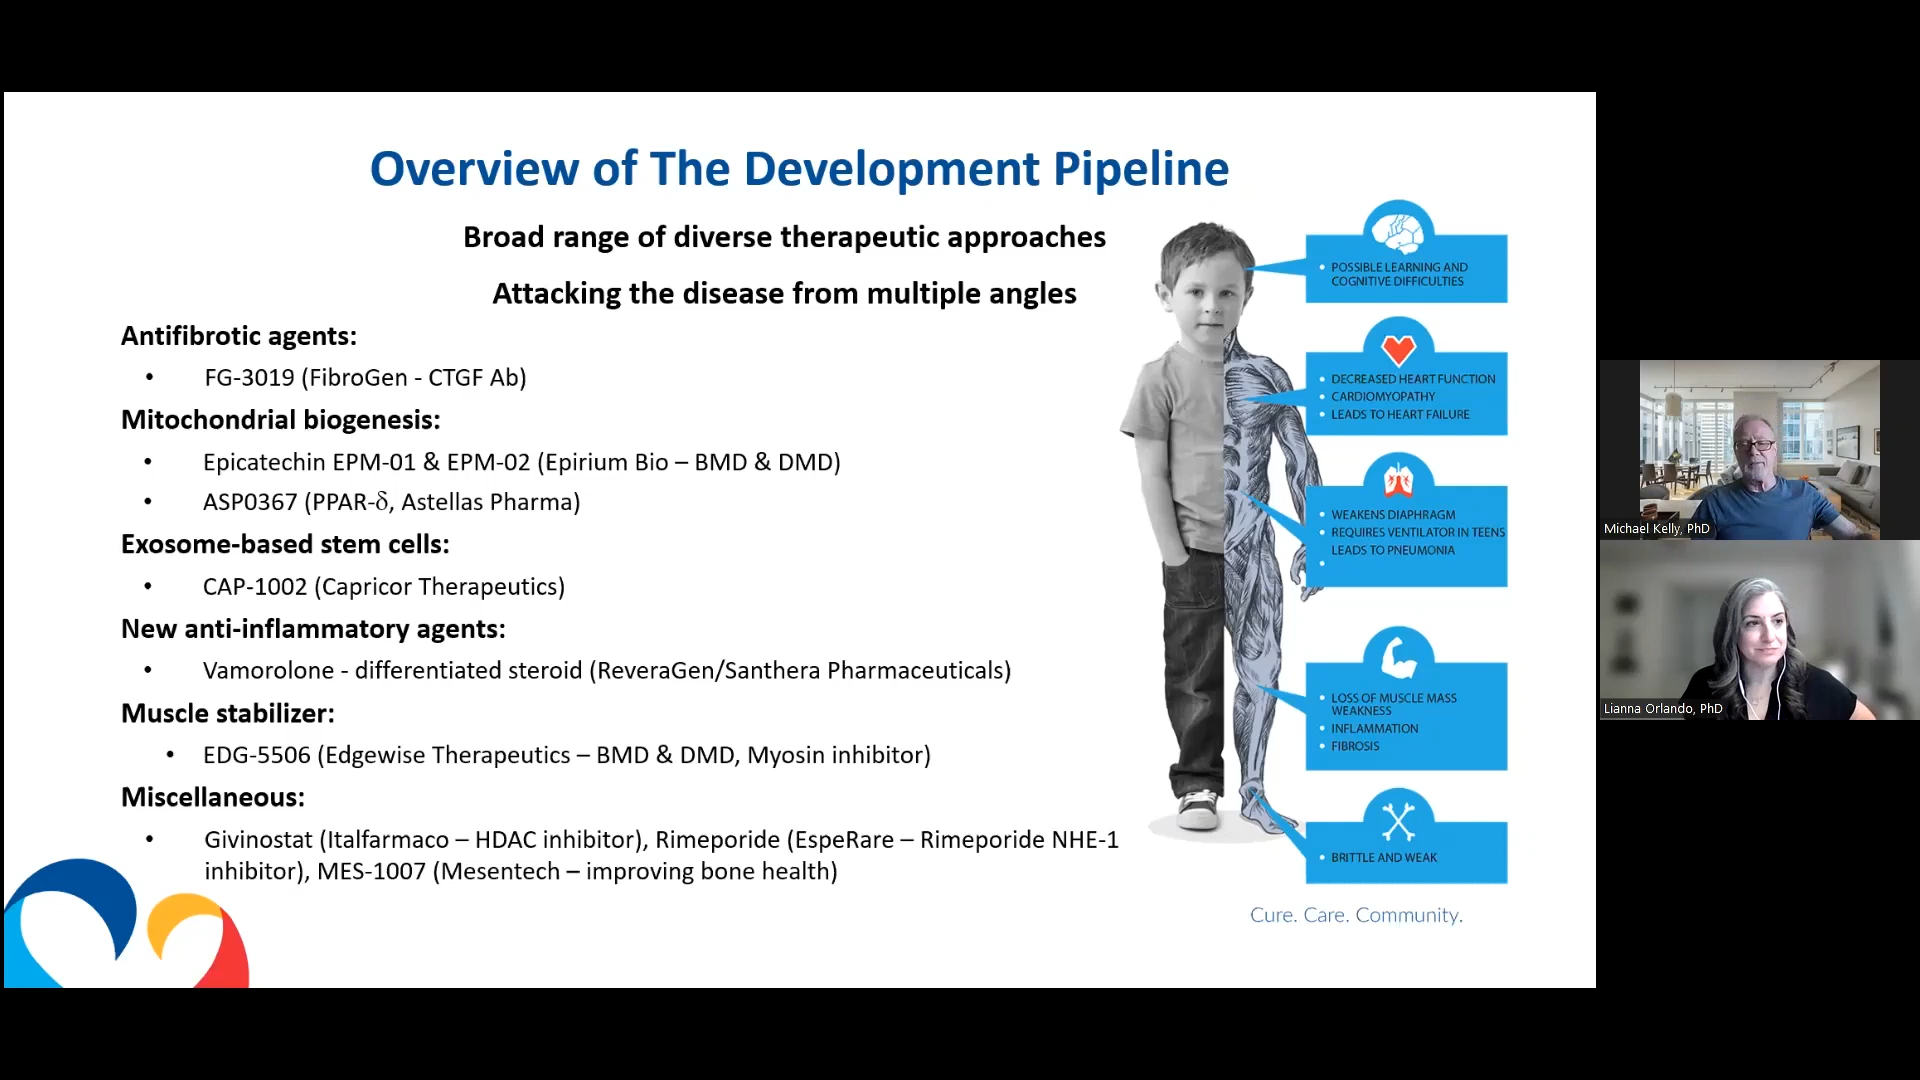 Overview of The Development Pipeline
Broad range of diverse therapeutic approaches
Attacking the disease from multiple angles
Antifibrotic agents:
• FG-3019 (FibroGen - CTGF Ab)
Mitochondrial biogenesis:
• Epicatechin EPM-01 & EPM-02 (Epirium Bio – BMD & DMD)
• ASP0367 (PPAR-δ, Astellas Pharma)
Exosome-based stem cells:
• CAP-1002 (Capricor Therapeutics)
New anti-inflammatory agents:
• Vamorolone - differentiated steroid (ReveraGen/Santhera Pharmaceuticals)
Muscle stabilizer:
• EDG-5506 (Edgewise Therapeutics – BMD & DMD, Myosin inhibitor)
Miscellaneous:
• Givinostat (Italfarmaco – HDAC inhibitor), Rimeporide (EspeRare – Rimeporide NHE-1
inhibitor), MES-1007 (Mesentech – improving bone health)
• POSSIBLE LEARNING AND
COGNITIVE DIFFICULTIES
• DECREASED HEART FUNCTION
• CARDIOMYOPATHY
• LEADS TO HEART FAILURE
• WEAKENS DIAPHRAGM
• REQUIRES VENTILATOR IN TEENS
LEADS TO PNEUMONIA
•
• LOSS OF MUSCLE MASS
WEAKNESS
• INFLAMMATION
• FIBROSIS
• BRITTLE AND WEAK
Cure. Care. Community.
Michael Kelly, PhD
Lianna Orlando, PhD